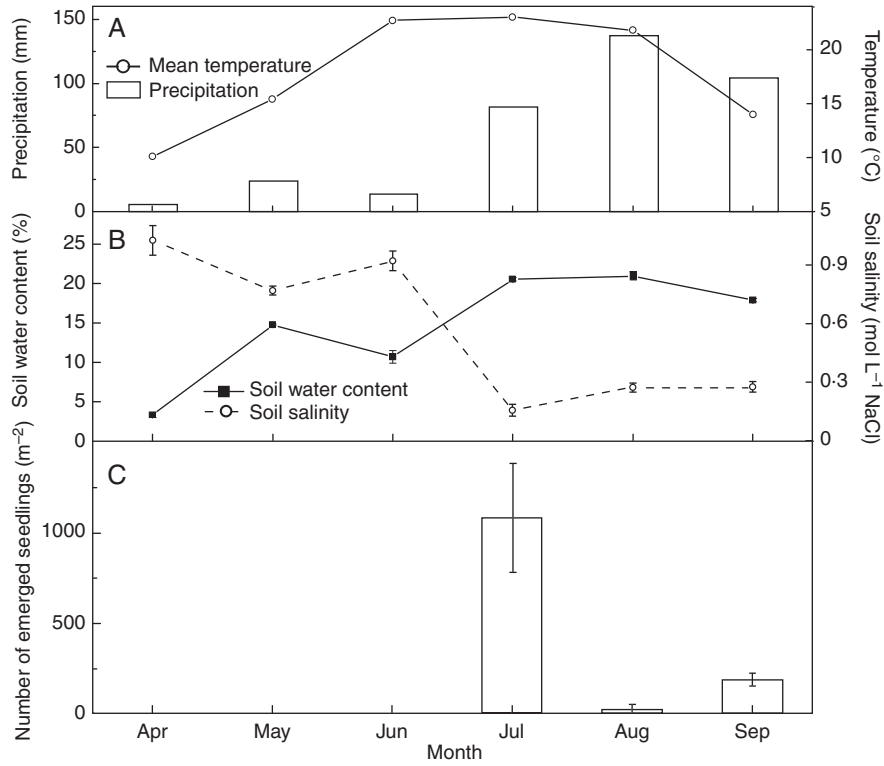 A
Mean temperature
Precipitation
Precipitation (mm)
150
100
50
0
Temperature (°C)
20
15
10
5
B
Soil water content
Soil salinity
Soil water content (%)
25
20
15
10
5
0
Soil salinity (mol L⁻¹ NaCl)
0·9
0·6
0·3
0
C
Number of emerged seedlings (m⁻²)
1000
500
0
Apr May Jun Jul Aug Sep
Month